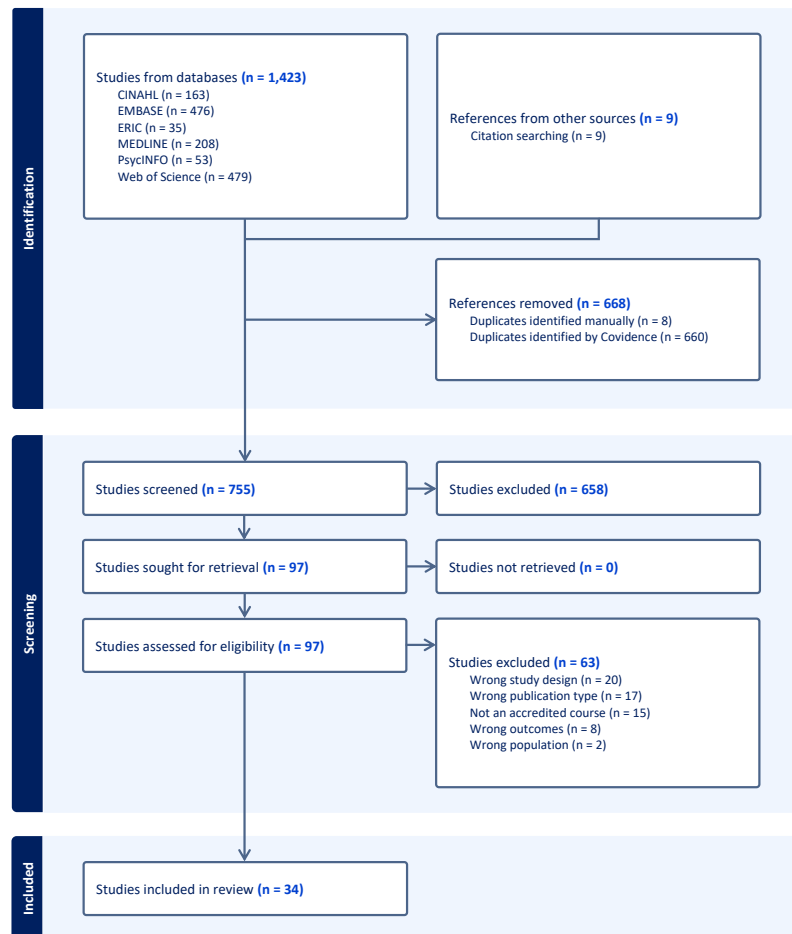 Identification
Studies from databases (n = 1,423)
CINAHL (n = 163)
EMBASE (n = 476)
ERIC (n = 35)
MEDLINE (n = 208)
PsycINFO (n = 53)
Web of Science (n = 479)
References from other sources (n = 9)
Citation searching (n = 9)
References removed (n = 668)
Duplicates identified manually (n = 8)
Duplicates identified by Covidence (n = 660)
Screening
Studies screened (n = 755)
Studies excluded (n = 658)
Studies sought for retrieval (n = 97)
Studies not retrieved (n = 0)
Studies assessed for eligibility (n = 97)
Studies excluded (n = 63)
Wrong study design (n = 20)
Wrong publication type (n = 17)
Not an accredited course (n = 15)
Wrong outcomes (n = 8)
Wrong population (n = 2)
Included
Studies included in review (n = 34)